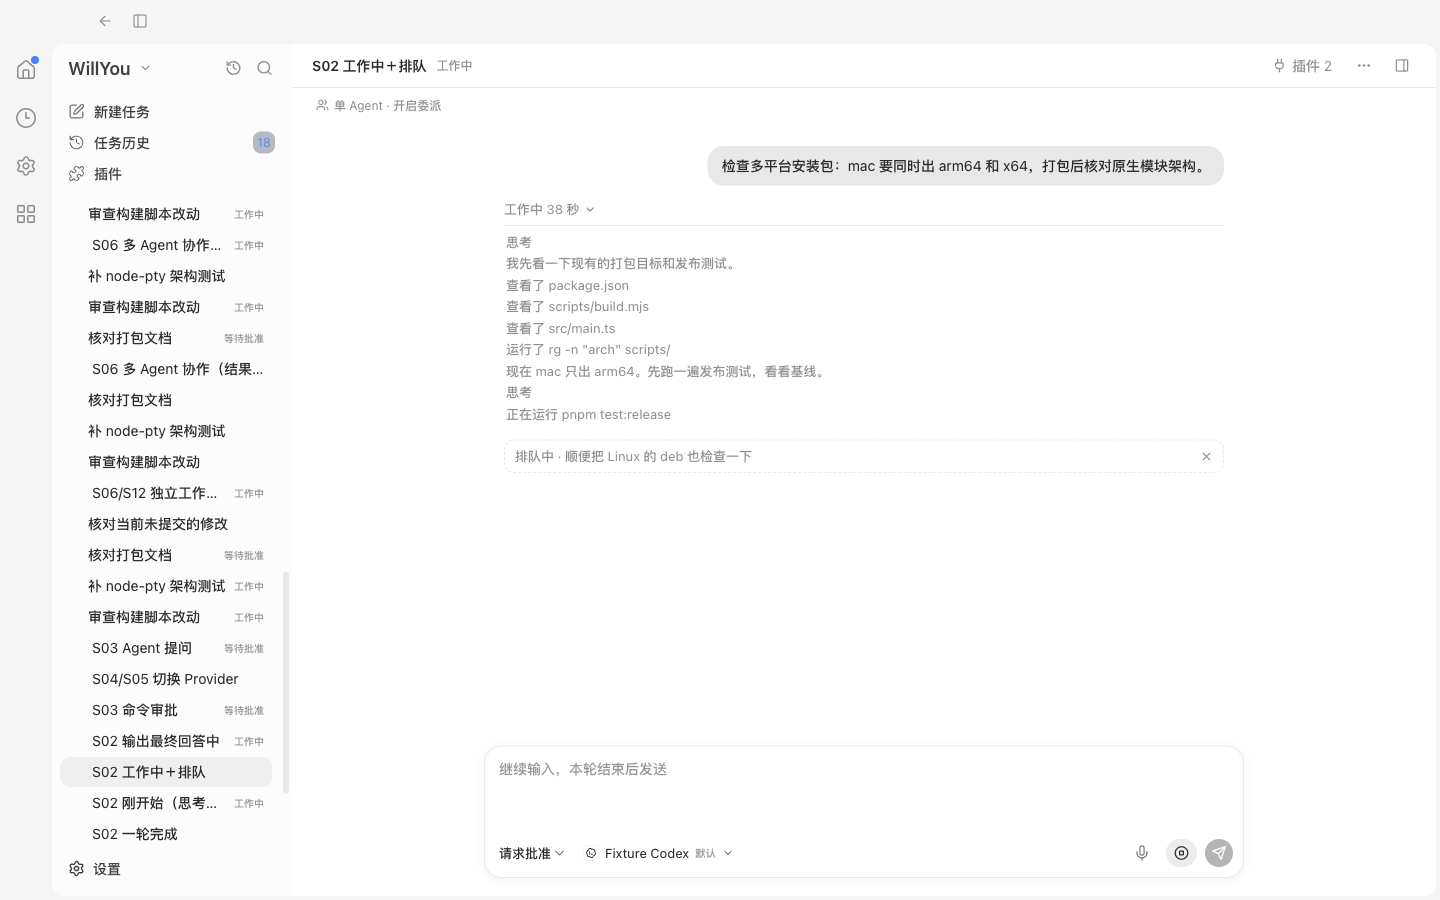 WillYou
新建任务
任务历史 18
插件
审查构建脚本改动 工作中
S06 多 Agent 协作... 工作中
补 node-pty 架构测试
审查构建脚本改动 工作中
核对打包文档 等待批准
S06 多 Agent 协作（结果...
核对打包文档
补 node-pty 架构测试
审查构建脚本改动
S06/S12 独立工作... 工作中
核对当前未提交的修改
核对打包文档 等待批准
补 node-pty 架构测试 工作中
审查构建脚本改动 工作中
S03 Agent 提问 等待批准
S04/S05 切换 Provider
S03 命令审批 等待批准
S02 输出最终回答中 工作中
S02 工作中＋排队
S02 刚开始（思考... 工作中
S02 一轮完成
设置
S02 工作中＋排队 工作中
插件 2
单 Agent · 开启委派
检查多平台安装包：mac 要同时出 arm64 和 x64，打包后核对原生模块架构。
工作中 38 秒
思考
我先看一下现有的打包目标和发布测试。
查看了 package.json
查看了 scripts/build.mjs
查看了 src/main.ts
运行了 rg -n "arch" scripts/
现在 mac 只出 arm64。先跑一遍发布测试，看看基线。
思考
正在运行 pnpm test:release
排队中 · 顺便把 Linux 的 deb 也检查一下
继续输入，本轮结束后发送
请求批准 Fixture Codex 默认